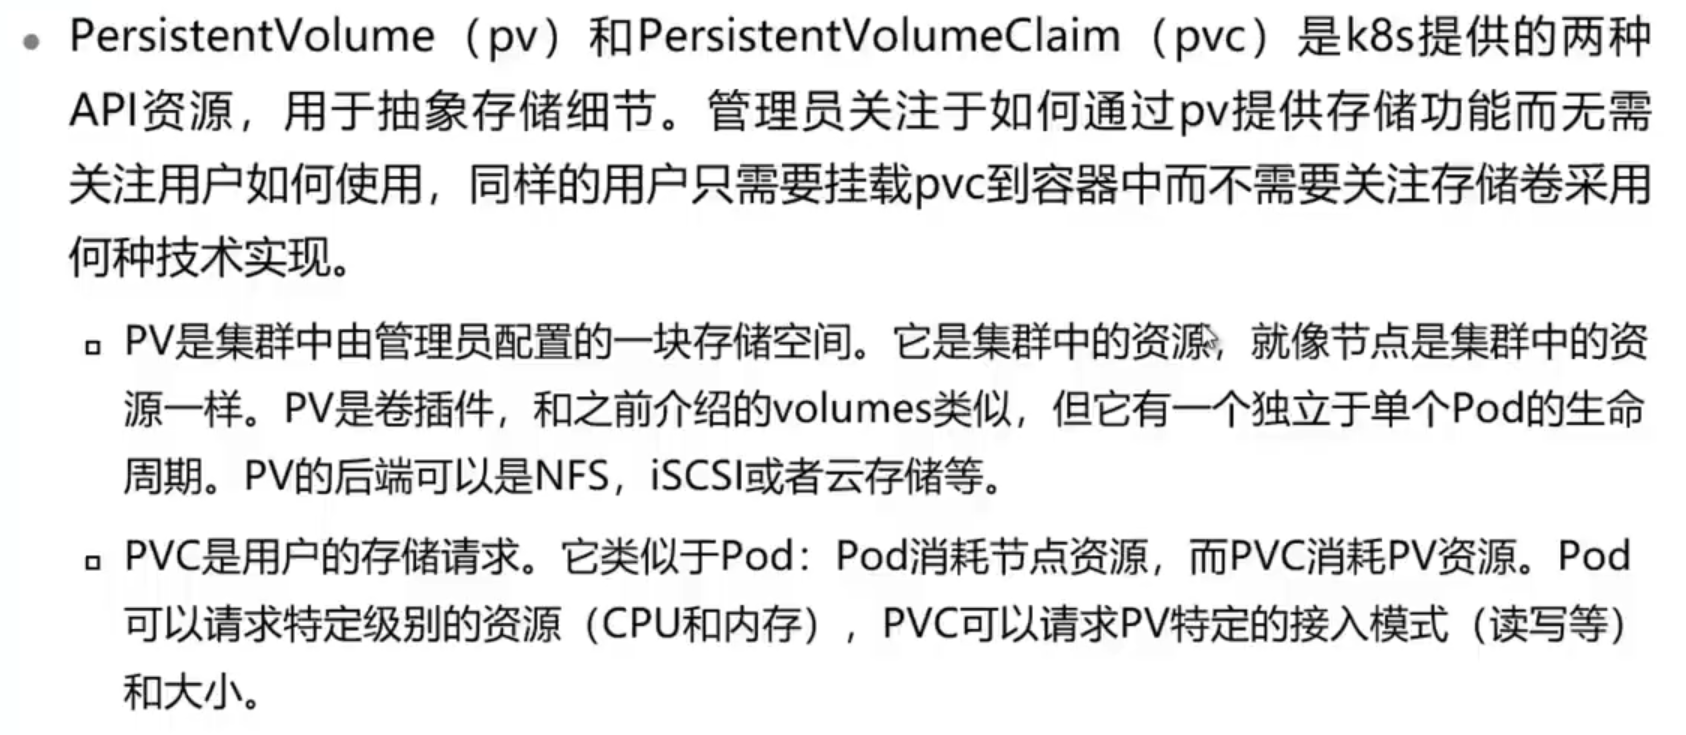 PersistentVolume（pv）和PersistentVolumeClaim（pvc）是k8s提供的两种
API资源，用于抽象存储细节。管理员关注于如何通过pv提供存储功能而无需
关注用户如何使用，同样的用户只需要挂载pvc到容器中而不需要关注存储卷采用
何种技术实现。
PV是集群中由管理员配置的一块存储空间。它是集群中的资源，就像节点是集群中的资
源一样。PV是卷插件，和之前介绍的volumes类似，但它有一个独立于单个Pod的生命
周期。PV的后端可以是NFS，iSCSI或者云存储等。
PVC是用户的存储请求。它类似于Pod：Pod消耗节点资源，而PVC消耗PV资源。Pod
可以请求特定级别的资源（CPU和内存），PVC可以请求PV特定的接入模式（读写等）
和大小。